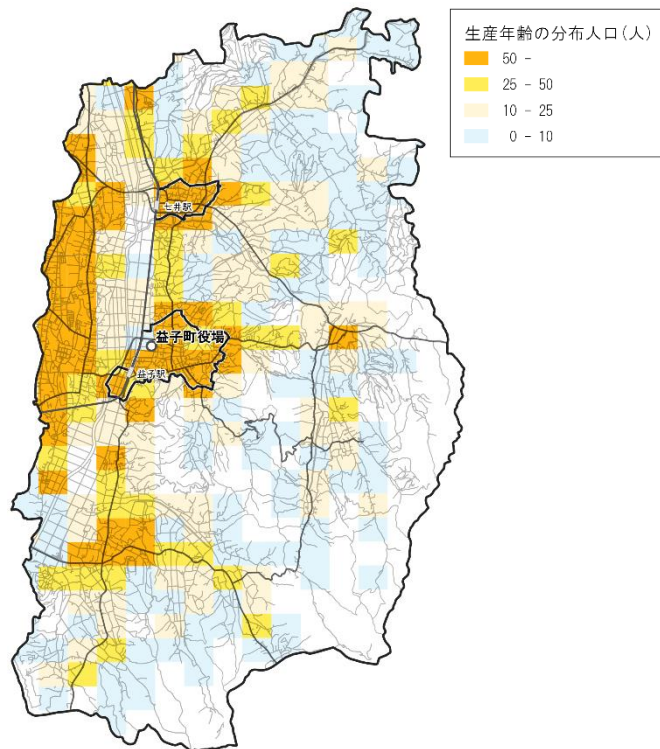 生産年齢の分布人口(人)
50 -
25 - 50
10 - 25
0 - 10
七井駅
益子町役場
益子駅